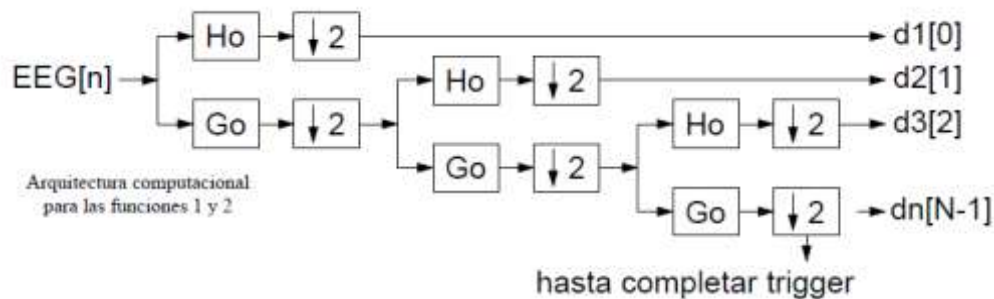 Ho
↓ 2
d1[0]
EEG[n]
Ho
↓ 2
d2[1]
Go
↓ 2
Ho
↓ 2
d3[2]
Go
↓ 2
Arquitectura computacional
para las funciones 1 y 2
Go
↓ 2
dn[N-1]
hasta completar trigger